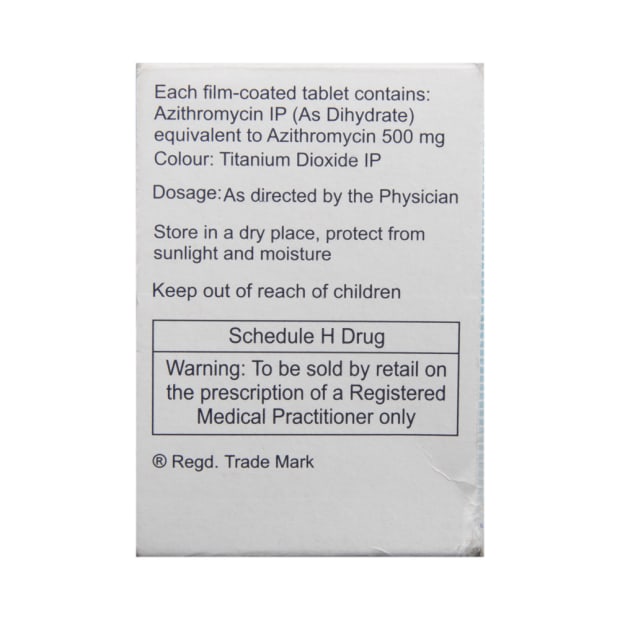 Each film-coated tablet contains:
Azithromycin IP (As Dihydrate)
equivalent to Azithromycin 500 mg
Colour: Titanium Dioxide IP
Dosage: As directed by the Physician
Store in a dry place, protect from
sunlight and moisture
Keep out of reach of children
Schedule H Drug
Warning: To be sold by retail on
the prescription of a Registered
Medical Practitioner only
® Regd. Trade Mark